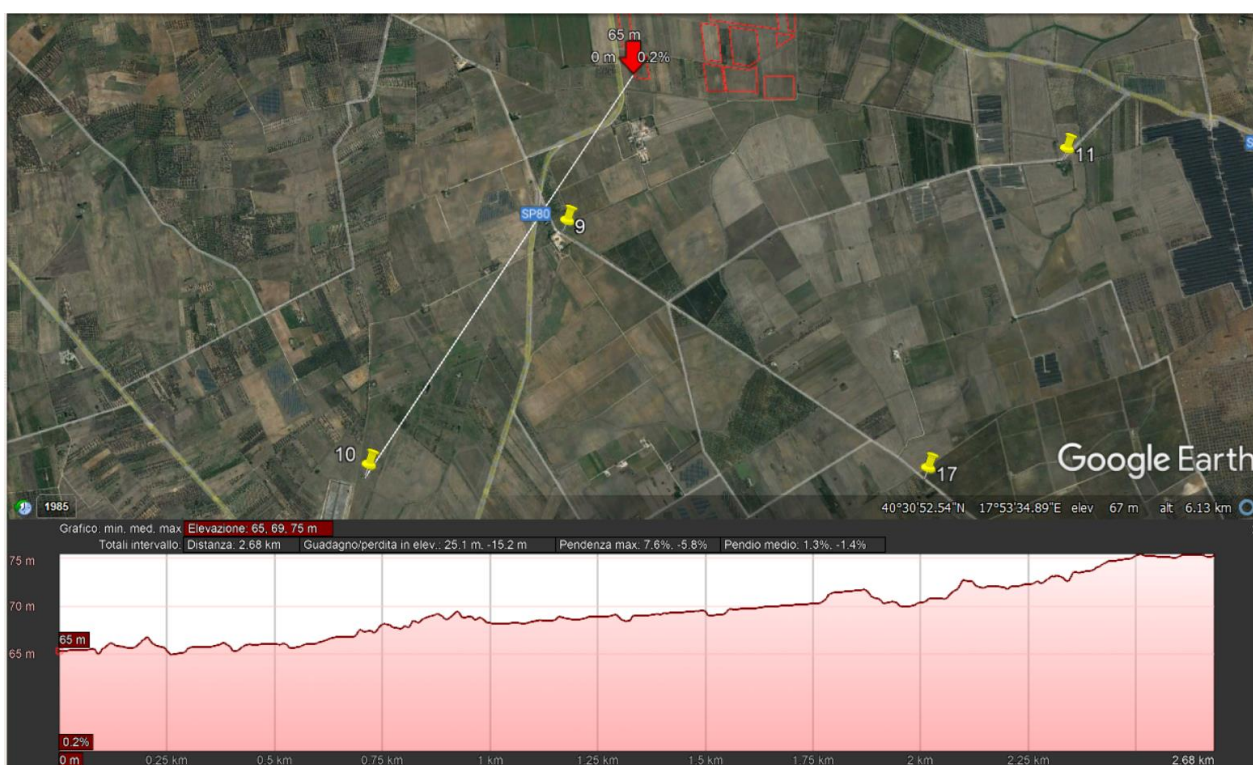 65 m
0 m 0.2%
11
SP80
9
10
17
Google Earth
1985
40°30'52.54"N 17°53'34.89"E elev 67 m alt 6.13 km
Grafico: min. med. max Elevazione: 65, 69, 75 m
Totali intervallo: Distanza: 2.68 km Guadagno/perdita in elev.: 25.1 m. -15.2 m Pendenza max: 7.6%. -5.8% Pendio medio: 1.3%. -1.4%
75 m
70 m
65 m
65 m
0.2%
0 m 0.25 km 0.5 km 0.75 km 1 km 1.25 km 1.5 km 1.75 km 2 km 2.25 km 2.68 km